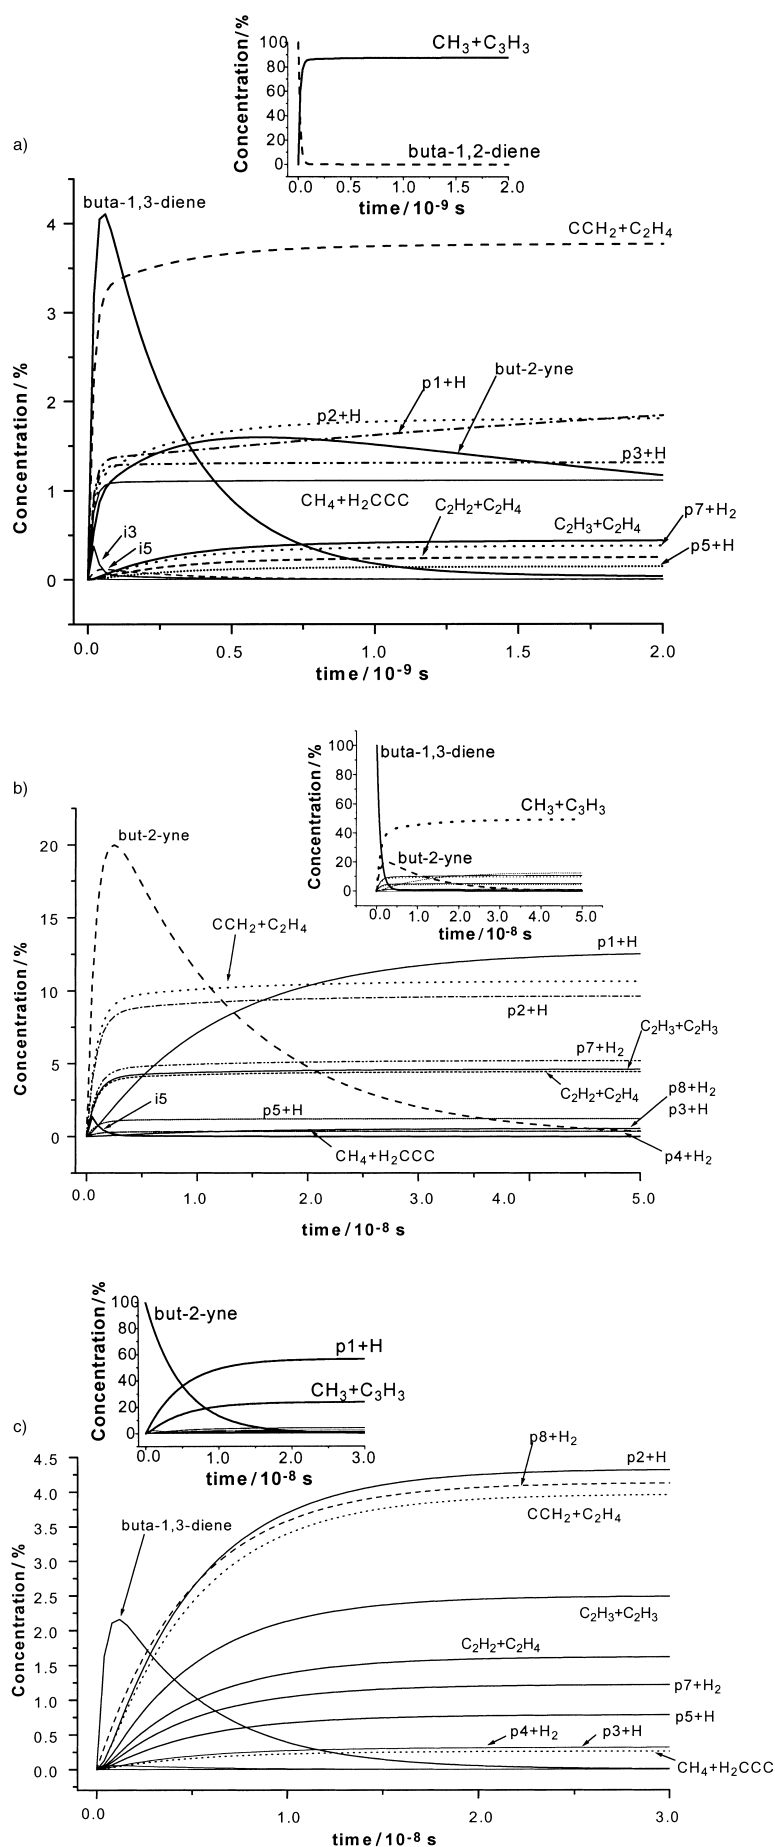 a)
Concentration/%
100
80
60
40
20
0
CH3+C3H3
buta-1,2-diene
0.0 0.5 1.0 1.5 2.0
time/10-9 s
Concentration/%
4
3
2
1
0
buta-1,3-diene
CCH2+C2H4
but-2-yne
p1+H
p2+H
p3+H
CH4+H2CCC
C2H2+C2H4
C2H3+C2H4
p7+H2
i3
i5
p5+H
0.0 0.5 1.0 1.5 2.0
time/10-9 s
b)
Concentration/%
100
80
60
40
20
0
buta-1,3-diene
CH3+C3H3
but-2-yne
0.0 1.0 2.0 3.0 4.0 5.0
time/10-8 s
Concentration/%
20
15
10
5
0
but-2-yne
CCH2+C2H4
p1+H
p2+H
C2H3+C2H3
p7+H2
C2H2+C2H4
p8+H2
i5
p5+H
p3+H
CH4+H2CCC
p4+H2
0.0 1.0 2.0 3.0 4.0 5.0
time/10-8 s
c)
Concentration/%
100
80
60
40
20
0
but-2-yne
p1+H
CH3+C3H3
0.0 1.0 2.0 3.0
time/10-8 s
Concentration/%
4.5
4.0
3.5
3.0
2.5
2.0
1.5
1.0
0.5
0.0
p8+H2
p2+H
CCH2+C2H4
buta-1,3-diene
C2H3+C2H3
C2H2+C2H4
p7+H2
p5+H
p4+H2
p3+H
CH4+H2CCC
0.0 1.0 2.0 3.0
time/10-8 s